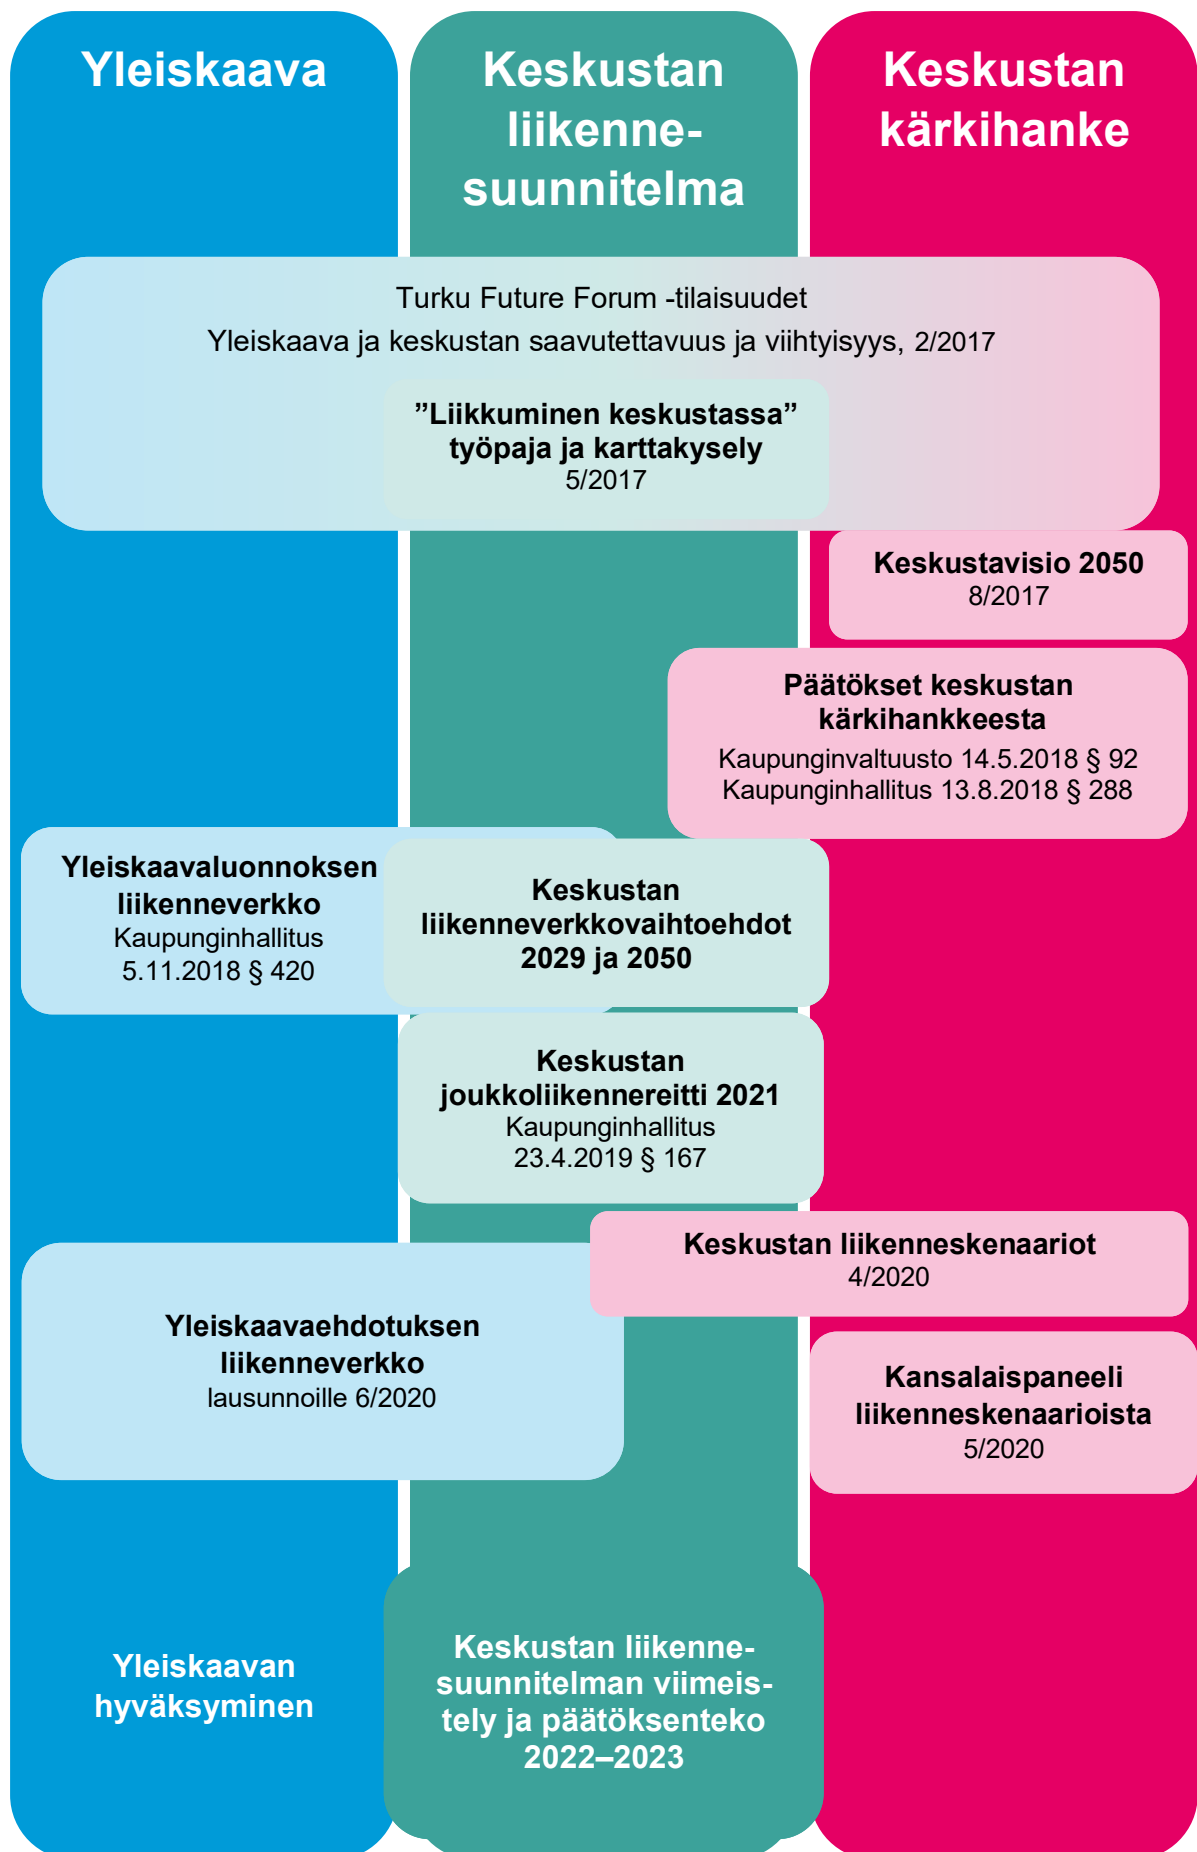 Yleiskaava
Keskustan
liikenne-
suunnitelma
Keskustan
kärkihanke
Turku Future Forum -tilaisuudet
Yleiskaava ja keskustan saavutettavuus ja viihtyisyys, 2/2017
”Liikkuminen keskustassa”
työpaja ja karttakysely
5/2017
Keskustavisio 2050
8/2017
Päätökset keskustan
kärkihankkeesta
Kaupunginvaltuusto 14.5.2018 § 92
Kaupunginhallitus 13.8.2018 § 288
Yleiskaavaluonnoksen
liikenneverkko
Kaupunginhallitus
5.11.2018 § 420
Keskustan
liikenneverkkovaihtoehdot
2029 ja 2050
Keskustan
joukkoliikennereitti 2021
Kaupunginhallitus
23.4.2019 § 167
Keskustan liikenneskenaariot
4/2020
Yleiskaavaehdotuksen
liikenneverkko
lausunnoille 6/2020
Kansalaispaneeli
liikenneskenaarioista
5/2020
Yleiskaavan
hyväksyminen
Keskustan liikenne-
suunnitelman viimeis-
tely ja päätöksenteko
2022–2023